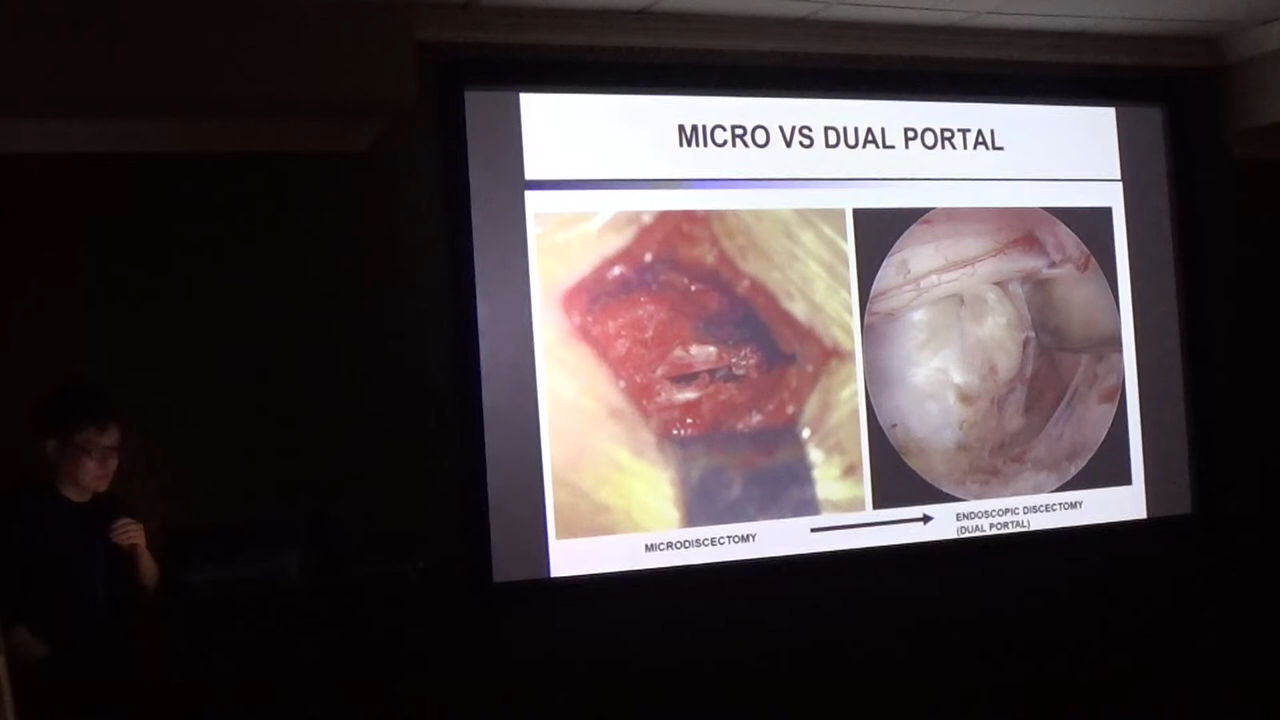 MICRO VS DUAL PORTAL
MICRODISCECTOMY
ENDOSCOPIC DISCECTOMY
(DUAL PORTAL)